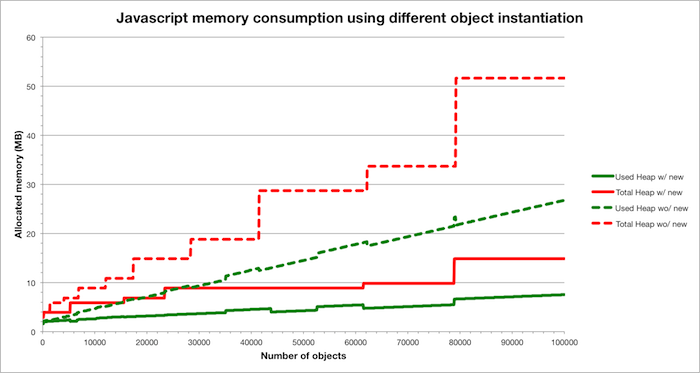 Javascript memory consumption using different object instantiation
60
50
40
30
20
10
0
Allocated memory (MB)
0 10000 20000 30000 40000 50000 60000 70000 80000 90000 100000
Number of objects
Used Heap w/ new
Total Heap w/ new
Used Heap wo/ new
Total Heap wo/ new